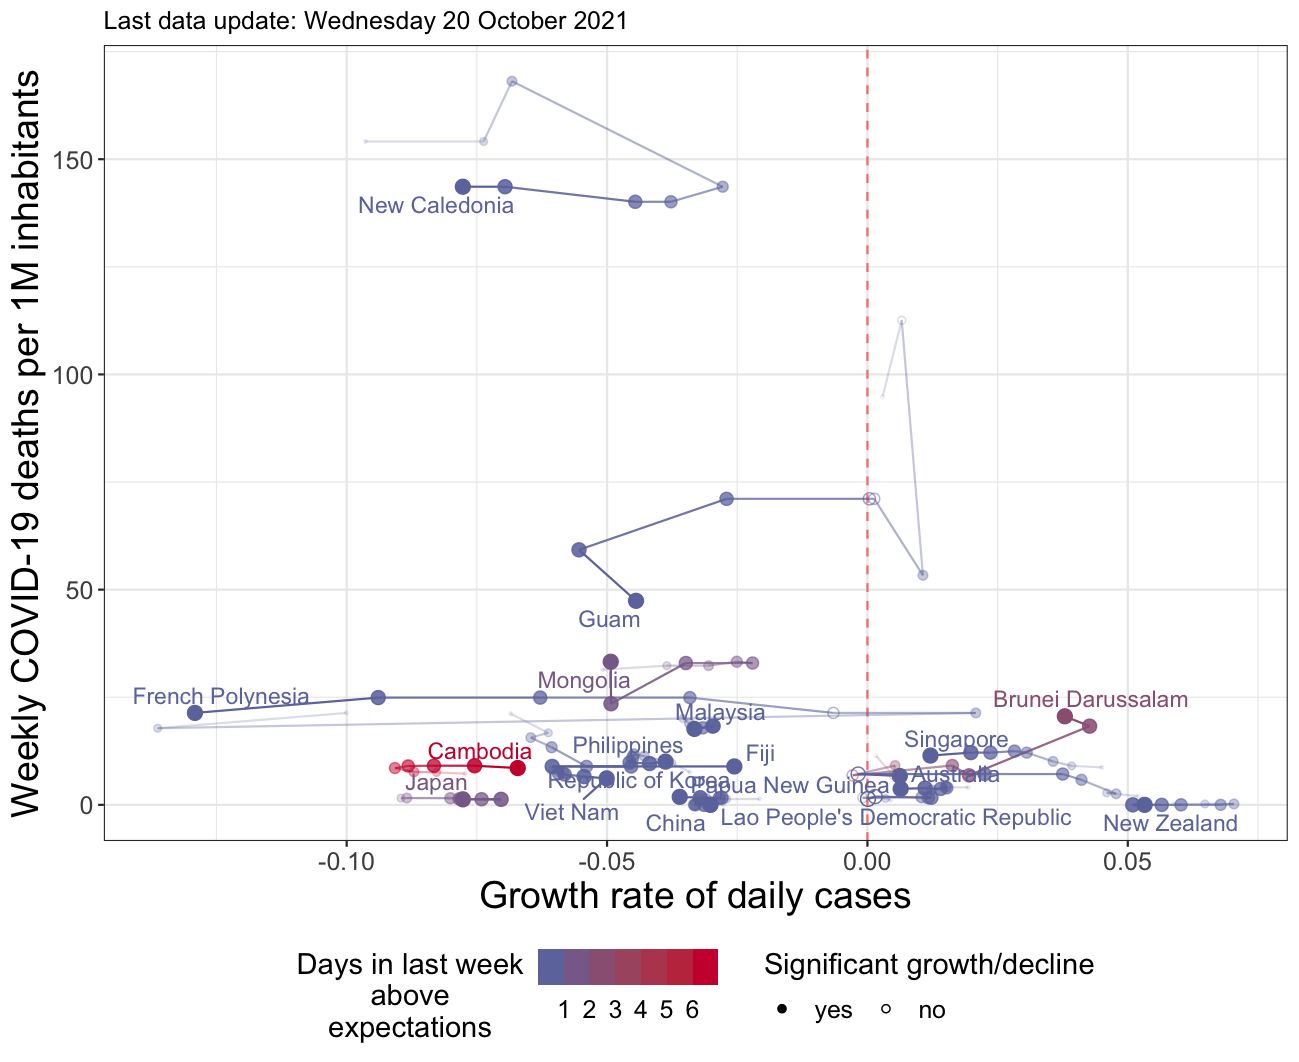 Last data update: Wednesday 20 October 2021
Weekly COVID-19 deaths per 1M inhabitants
150
100
50
0
New Caledonia
Guam
Mongolia
French Polynesia
Malaysia
Brunei Darussalam
Philippines
Fiji
Singapore
Cambodia
Japan
Republic of Korea
Papua New Guinea
Australia
Viet Nam
China
Lao People's Democratic Republic
New Zealand
-0.10
-0.05
0.00
0.05
Growth rate of daily cases
Days in last week
above
expectations
1 2 3 4 5 6
Significant growth/decline
yes
no